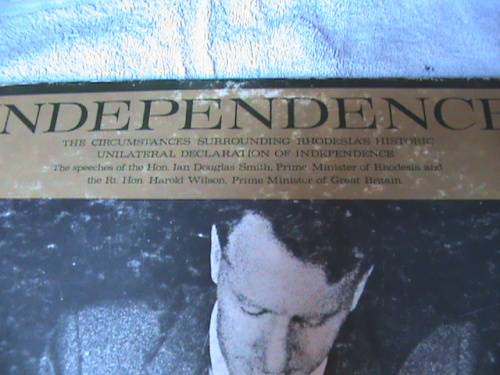 INDEPENDENCE
THE CIRCUMSTANCES SURROUNDING RHODESIA'S HISTORIC
UNILATERAL DECLARATION OF INDEPENDENCE
The speeches of the Hon. Ian Douglas Smith, Prime Minister of Rhodesia and
the Rt. Hon. Harold Wilson, Prime Minister of Great Britain.